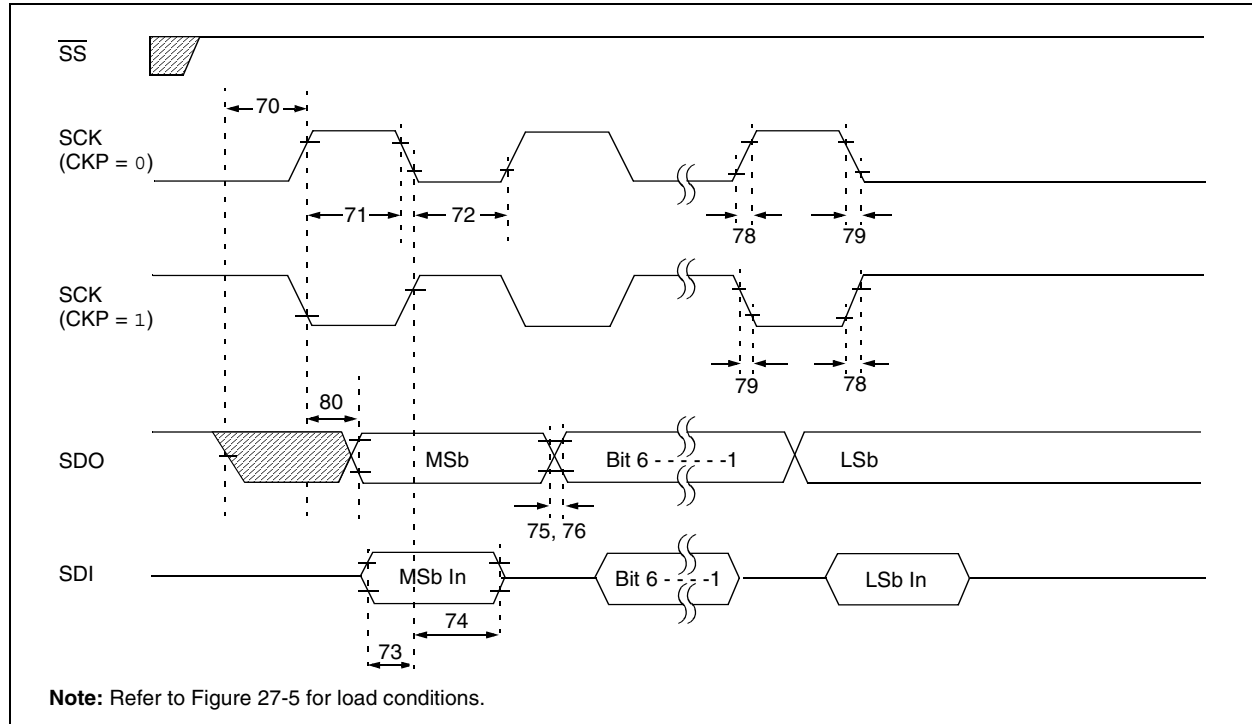 SS
70
SCK
(CKP = 0)
71
72
78
79
SCK
(CKP = 1)
79
78
80
SDO
MSb
Bit 6 - - - - - -1
LSb
75, 76
SDI
MSb In
Bit 6 - - - - -1
LSb In
74
73
Note: Refer to Figure 27-5 for load conditions.